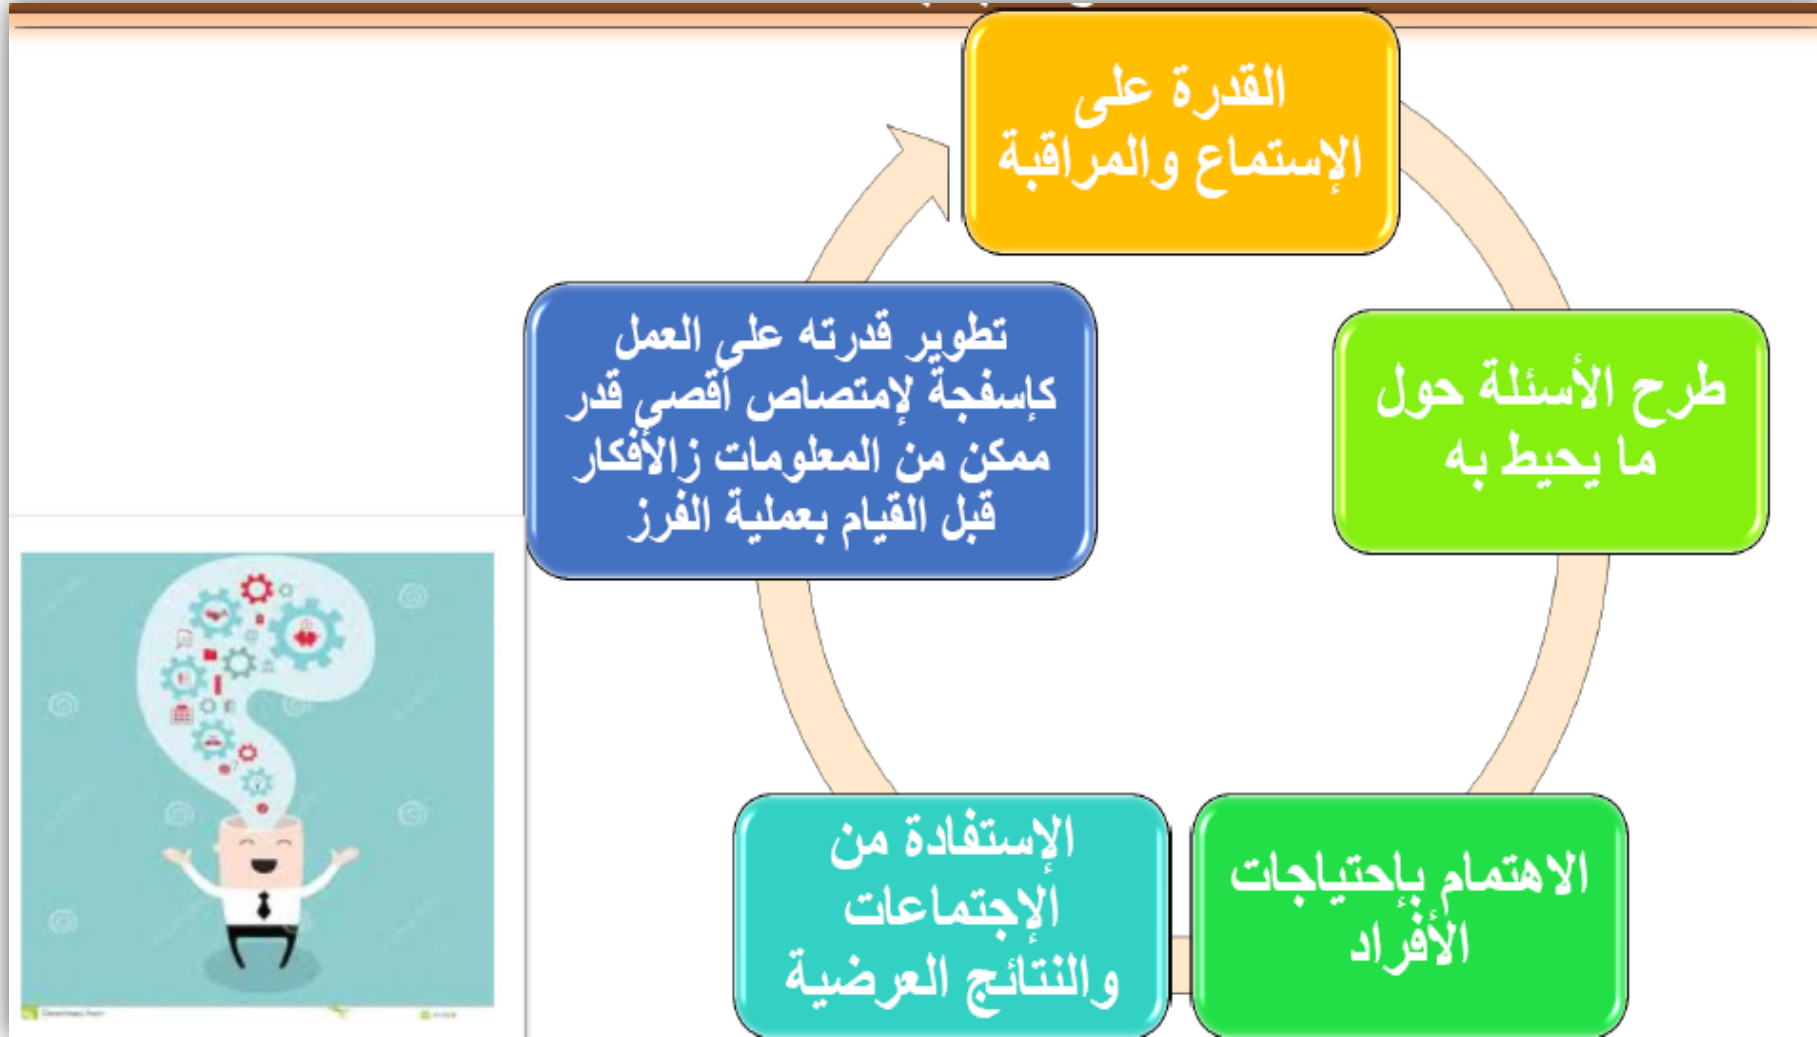 القدرة على
الإستماع والمراقبة
طرح الأسئلة حول
ما يحيط به
الاهتمام بإحتياجات
الأفراد
الإستفادة من
الإجتماعات
والنتائج العرضية
تطوير قدرته على العمل
كإسفجة لإمتصاص أقصى قدر
ممكن من المعلومات زالأفكار
قبل القيام بعملية الفرز